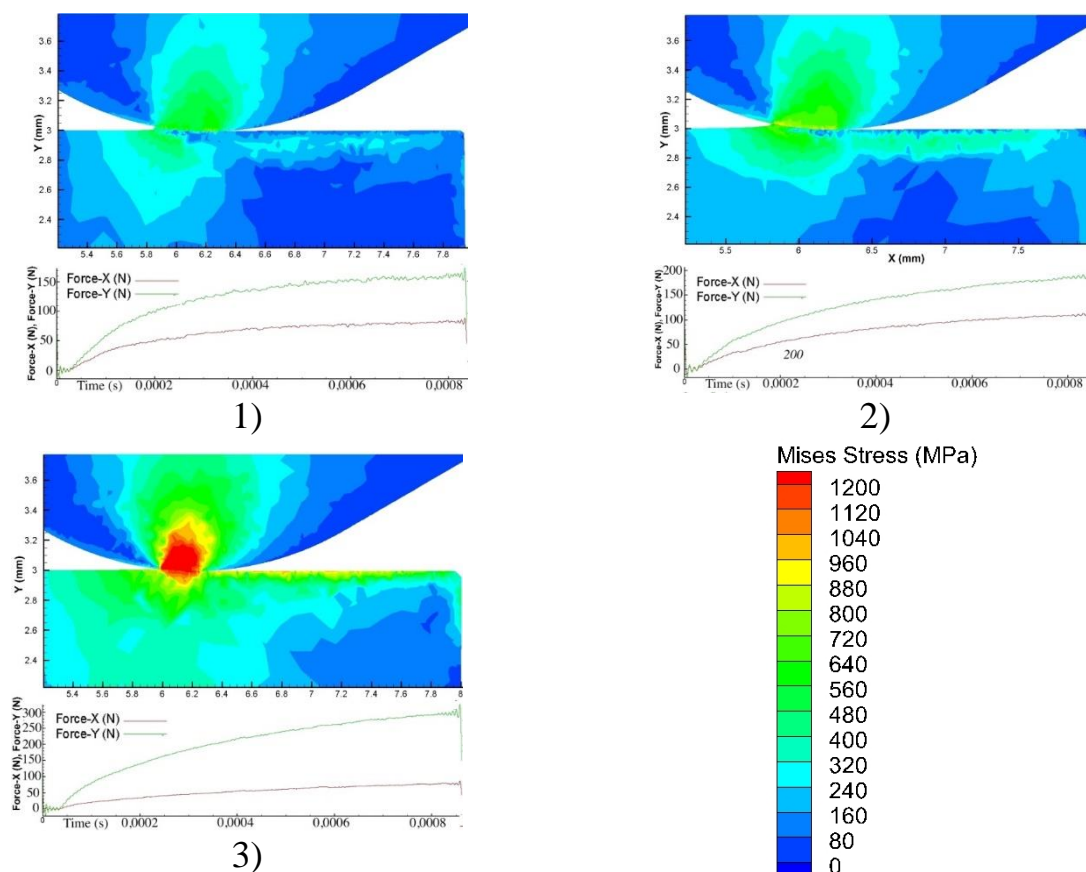 3.6
3.2
Y (mm)
3
2.8
2.4
5.4 5.6 5.8 6 6.2 6.4 6.6 6.8 7 7.2 7.4 7.6 7.8
Force-X (N)
Force-Y (N)
Force-X (N), Force-Y (N)
150
100
50
0
Time (s) 0,0002 0,0004 0,0006 0,0008
1)
3.6
3.4
3.2
Y (mm)
3
2.8
2.6
2.4
5.5 6 6.5 7 7.5
X (mm)
Force-X (N)
Force-Y (N)
Force-X (N), Force-Y (N)
200
150
100
50
0
200
Time (s) 0,0002 0,0004 0,0006 0,0008
2)
3.6
3.4
3.2
Y (mm)
3
2.8
2.6
2.4
5.2 5.4 5.6 5.8 6 6.2 6.4 6.6 6.8 7 7.2 7.4 7.6 7.8 8
Force-X (N)
Force-Y (N)
Force-X (N), Force-Y (N)
300
250
200
150
100
50
0
0
Time (s) 0,0002 0,0004 0,0006 0,0008
3)
Mises Stress (MPa)
1200
1120
1040
960
880
800
720
640
560
480
400
320
240
160
80
0